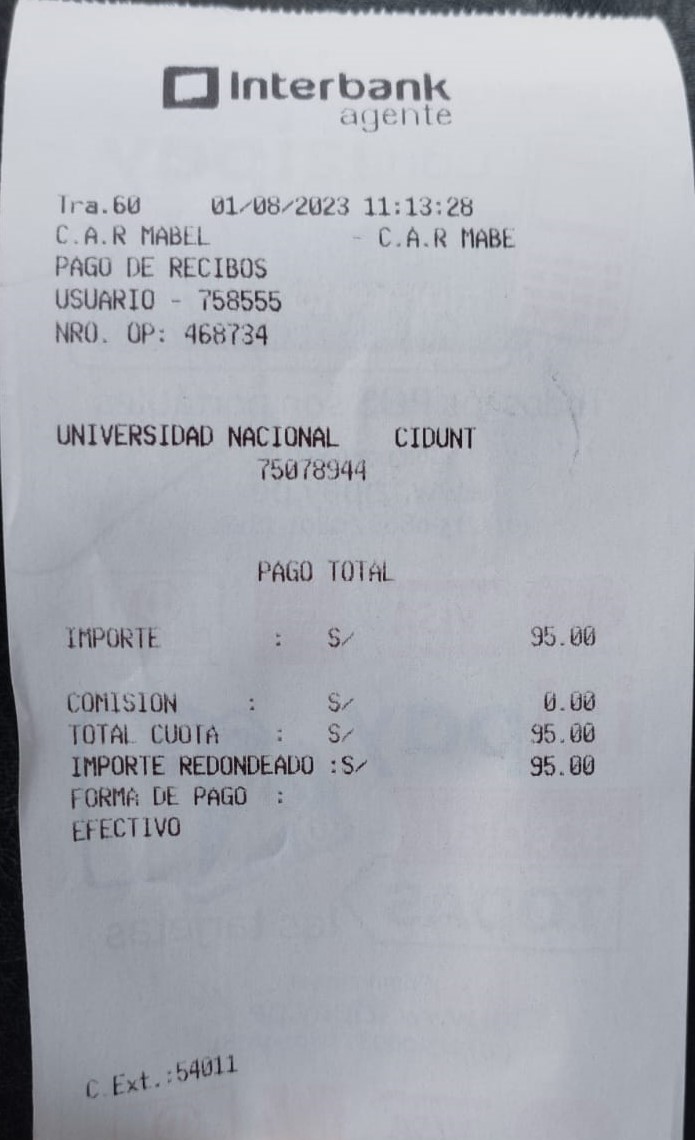 Interbank
agente
Tra.60 01/08/2023 11:13:28
C.A.R MABEL - C.A.R MABE
PAGO DE RECIBOS
USUARIO - 758555
NRO. OP: 468734
UNIVERSIDAD NACIONAL CIDUNT
75078944
PAGO TOTAL
IMPORTE : S/ 95.00
COMISION : S/ 0.00
TOTAL CUOTA : S/ 95.00
IMPORTE REDONDEADO :S/ 95.00
FORMA DE PAGO :
EFECTIVO
C.Ext.:54011